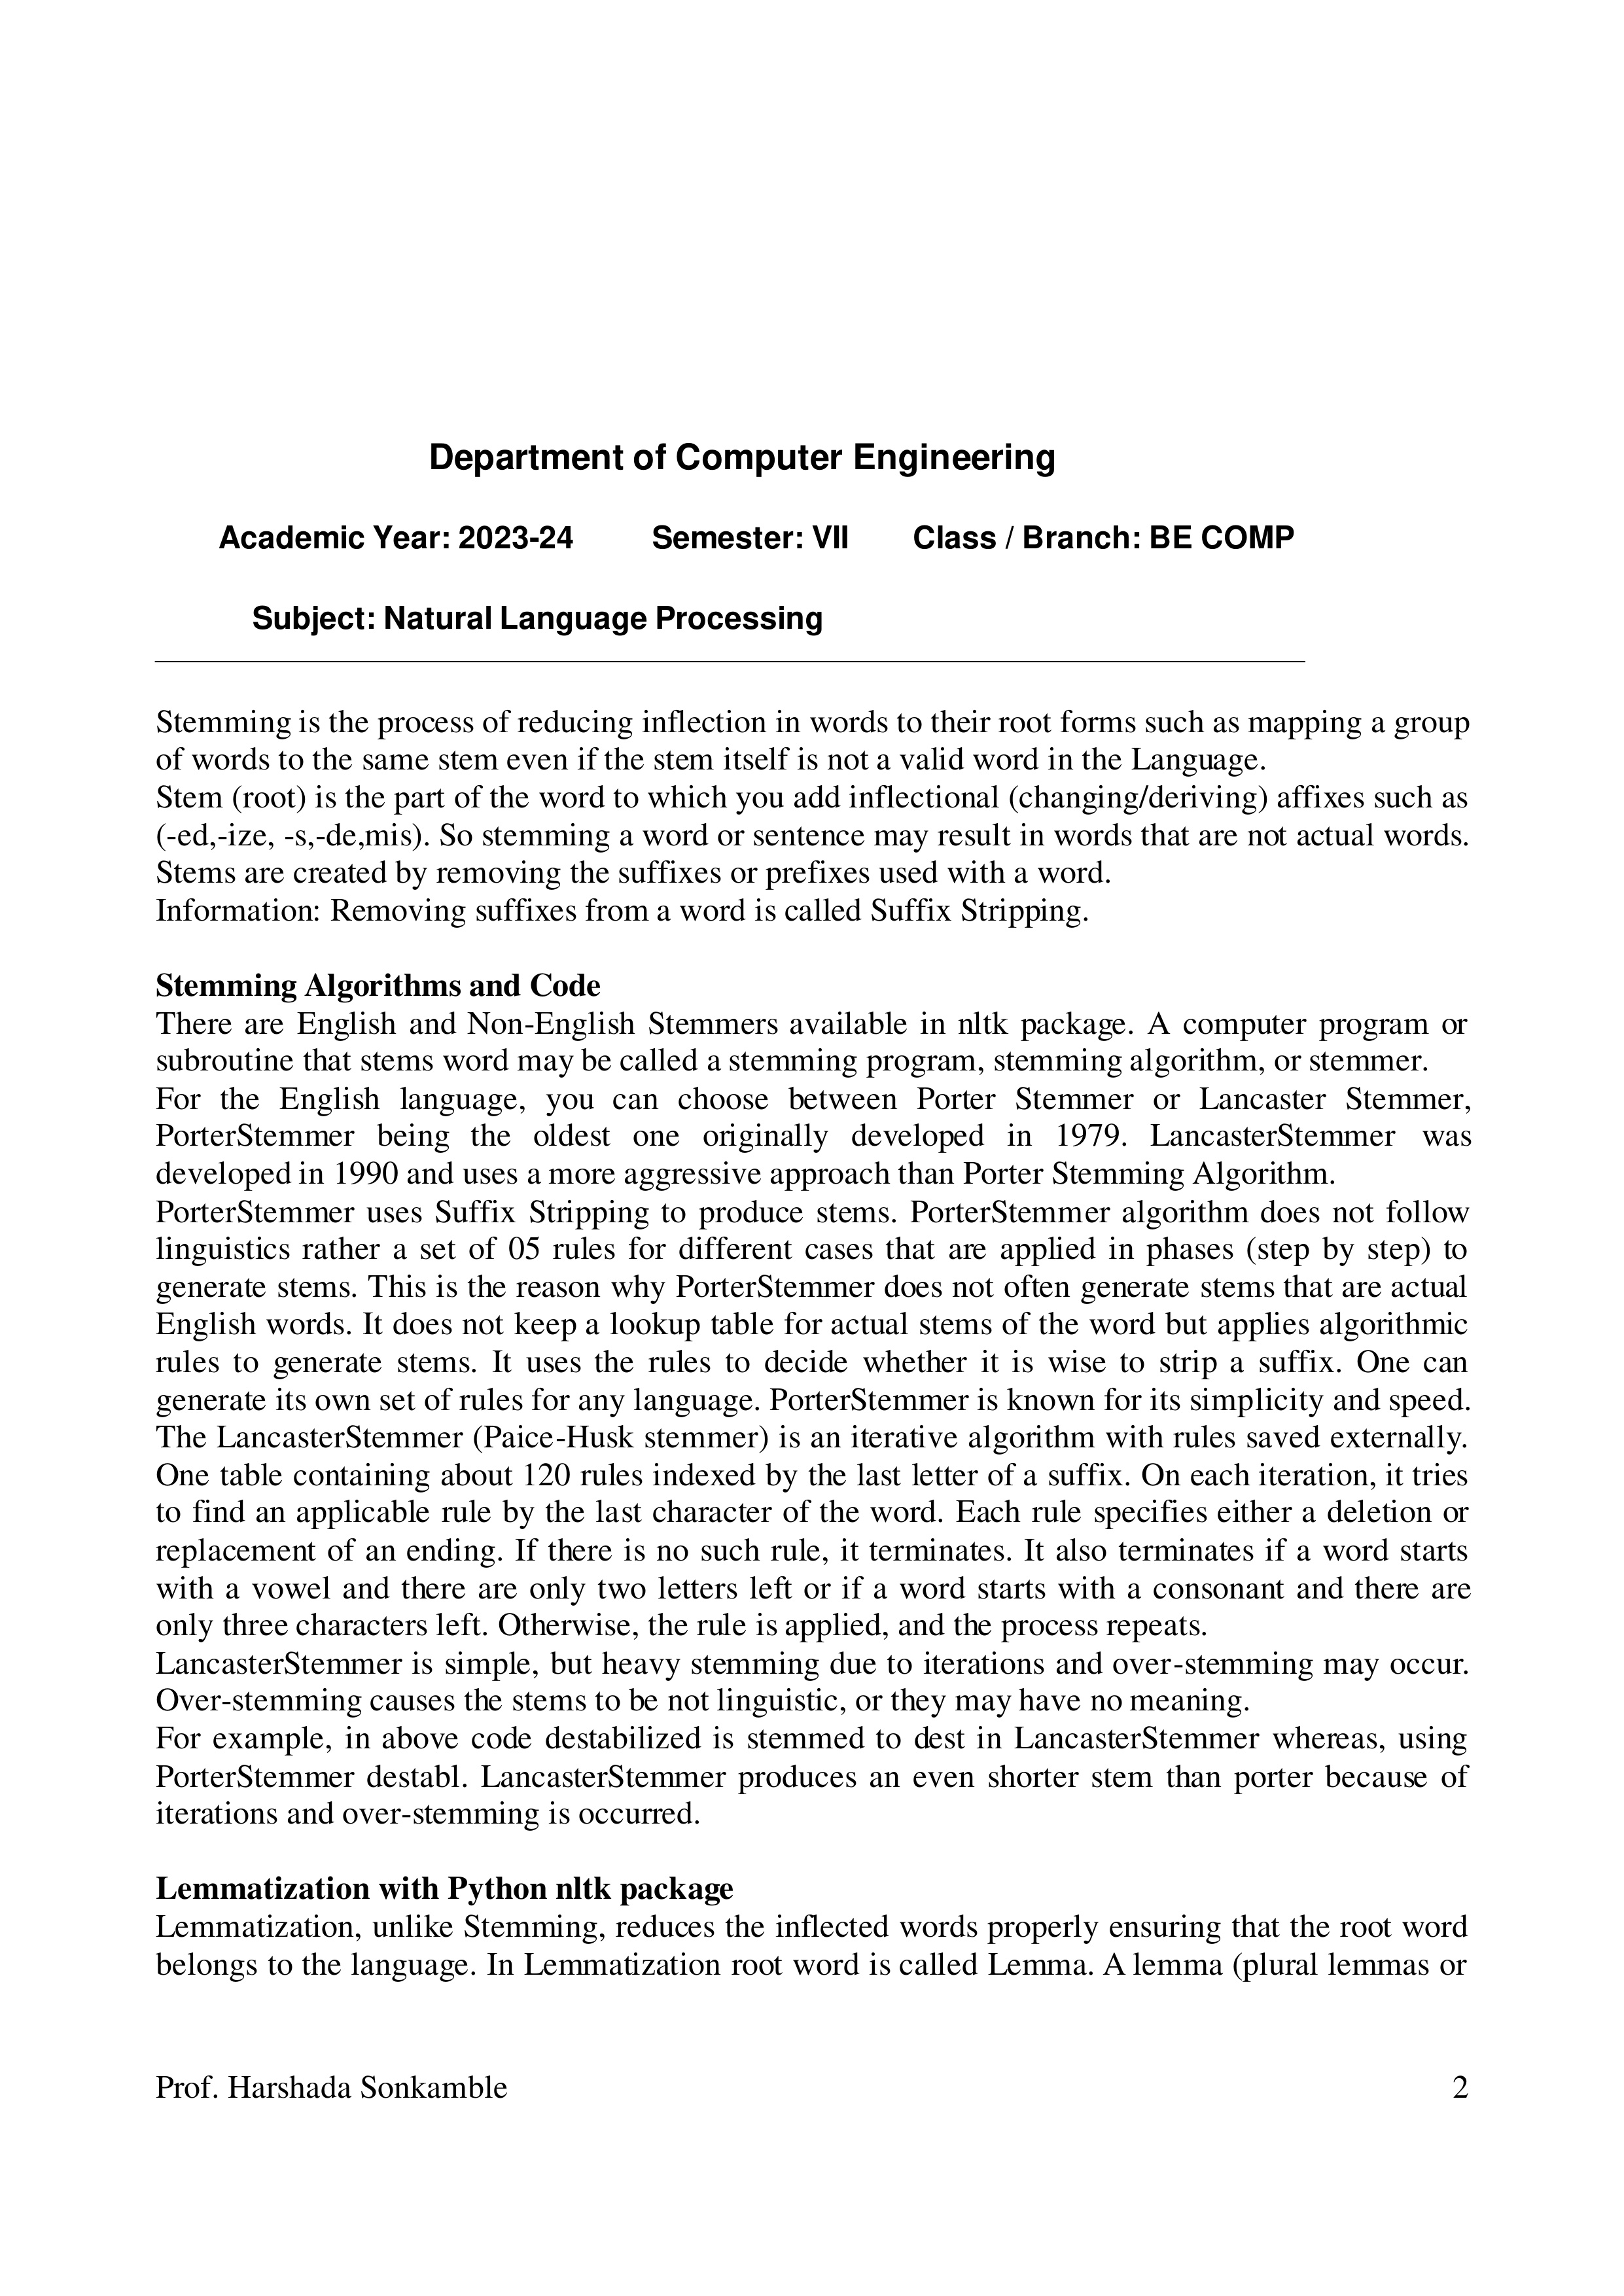 Department of Computer Engineering
Academic Year: 2023-24 Semester: VII Class / Branch: BE COMP
Subject: Natural Language Processing
Stemming is the process of reducing inflection in words to their root forms such as mapping a group
of words to the same stem even if the stem itself is not a valid word in the Language.
Stem (root) is the part of the word to which you add inflectional (changing/deriving) affixes such as
(-ed,-ize, -s,-de,mis). So stemming a word or sentence may result in words that are not actual words.
Stems are created by removing the suffixes or prefixes used with a word.
Information: Removing suffixes from a word is called Suffix Stripping.
Stemming Algorithms and Code
There are English and Non-English Stemmers available in nltk package. A computer program or
subroutine that stems word may be called a stemming program, stemming algorithm, or stemmer.
For the English language, you can choose between Porter Stemmer or Lancaster Stemmer,
PorterStemmer being the oldest one originally developed in 1979. LancasterStemmer was
developed in 1990 and uses a more aggressive approach than Porter Stemming Algorithm.
PorterStemmer uses Suffix Stripping to produce stems. PorterStemmer algorithm does not follow
linguistics rather a set of 05 rules for different cases that are applied in phases (step by step) to
generate stems. This is the reason why PorterStemmer does not often generate stems that are actual
English words. It does not keep a lookup table for actual stems of the word but applies algorithmic
rules to generate stems. It uses the rules to decide whether it is wise to strip a suffix. One can
generate its own set of rules for any language. PorterStemmer is known for its simplicity and speed.
The LancasterStemmer (Paice-Husk stemmer) is an iterative algorithm with rules saved externally.
One table containing about 120 rules indexed by the last letter of a suffix. On each iteration, it tries
to find an applicable rule by the last character of the word. Each rule specifies either a deletion or
replacement of an ending. If there is no such rule, it terminates. It also terminates if a word starts
with a vowel and there are only two letters left or if a word starts with a consonant and there are
only three characters left. Otherwise, the rule is applied, and the process repeats.
LancasterStemmer is simple, but heavy stemming due to iterations and over-stemming may occur.
Over-stemming causes the stems to be not linguistic, or they may have no meaning.
For example, in above code destabilized is stemmed to dest in LancasterStemmer whereas, using
PorterStemmer destabl. LancasterStemmer produces an even shorter stem than porter because of
iterations and over-stemming is occurred.
Lemmatization with Python nltk package
Lemmatization, unlike Stemming, reduces the inflected words properly ensuring that the root word
belongs to the language. In Lemmatization root word is called Lemma. A lemma (plural lemmas or
Prof. Harshada Sonkamble 2